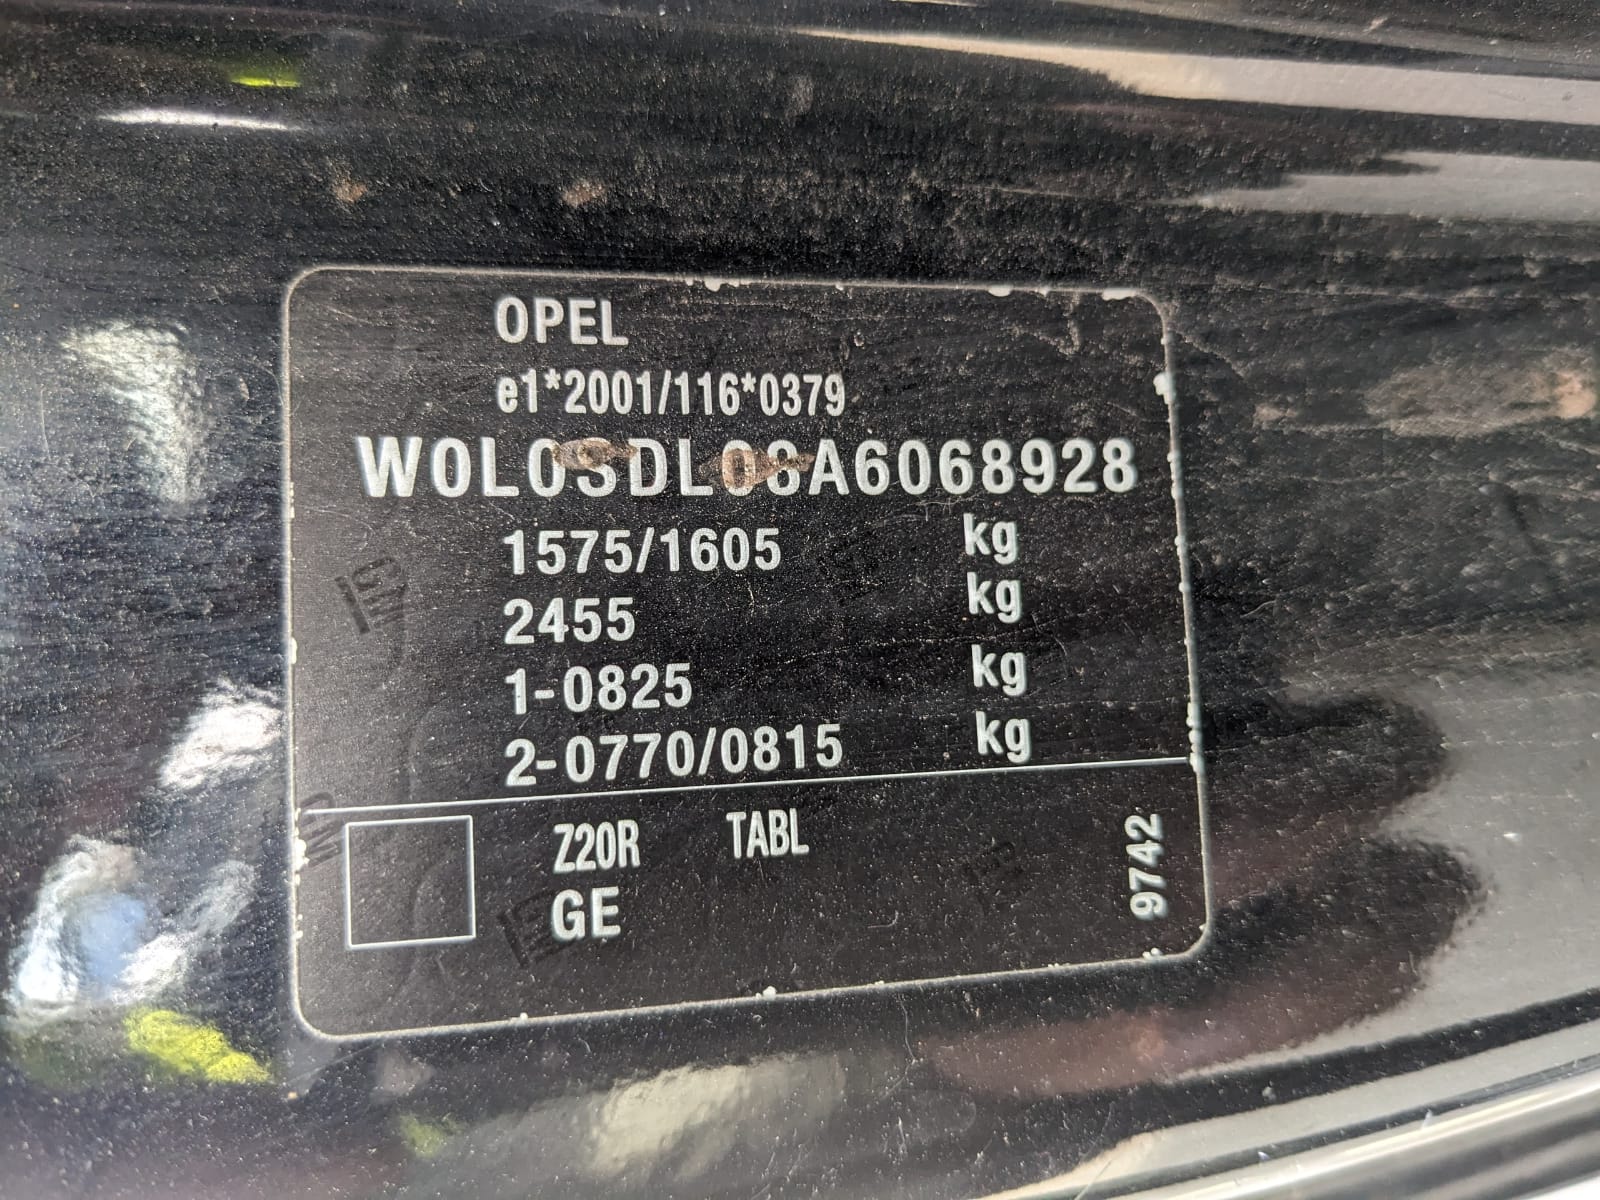 OPEL
e1*2001/116*0379
W0L0SDL08A6068928
1575/1605 kg
2455 kg
1-0825 kg
2-0770/0815 kg
Z20R TABL
GE
9742